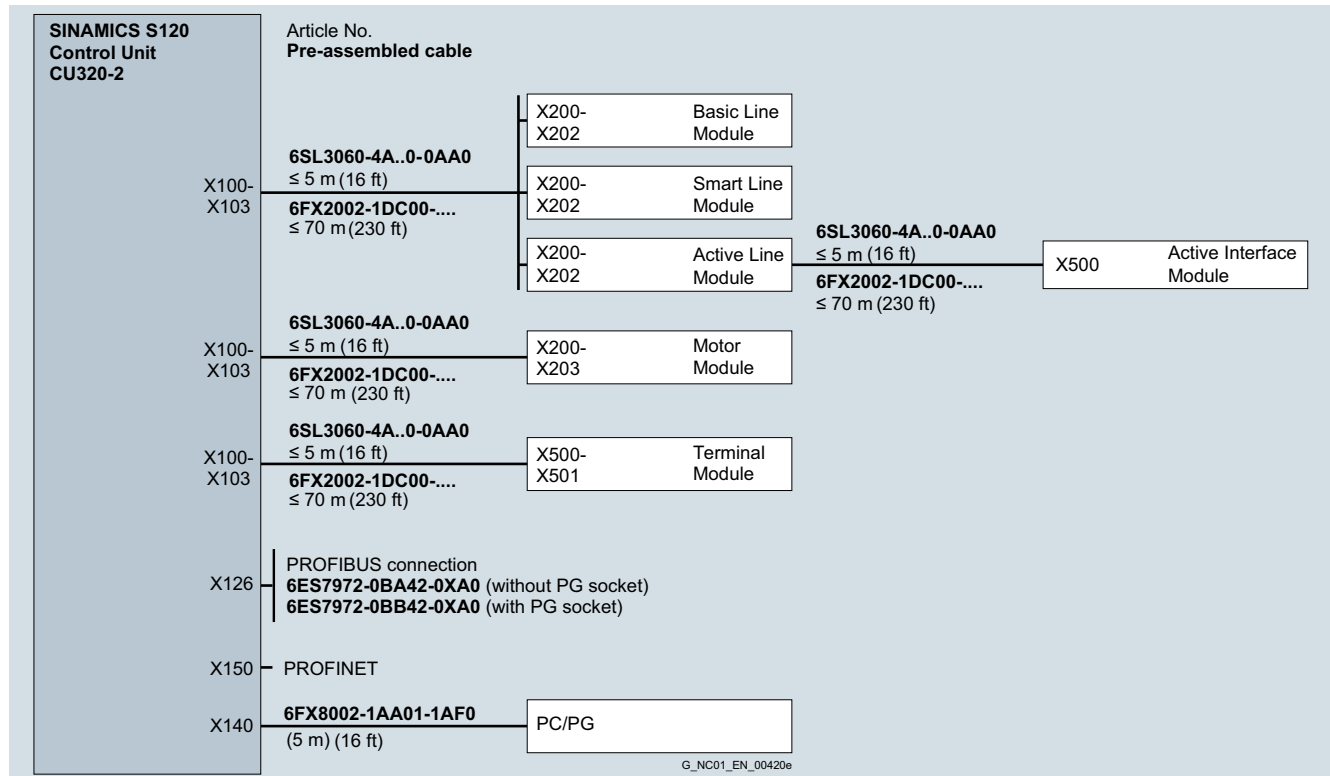 SINAMICS S120
Control Unit
CU320-2
Article No.
Pre-assembled cable
X100-
X103
6SL3060-4A..0-0AA0
≤ 5 m (16 ft)
6FX2002-1DC00-....
≤ 70 m (230 ft)
X200- Basic Line
X202 Module
X200- Smart Line
X202 Module
X200- Active Line
X202 Module
6SL3060-4A..0-0AA0
≤ 5 m (16 ft)
6FX2002-1DC00-....
≤ 70 m (230 ft)
X500 Active Interface
Module
X100-
X103
6SL3060-4A..0-0AA0
≤ 5 m (16 ft)
6FX2002-1DC00-....
≤ 70 m (230 ft)
X200- Motor
X203 Module
X100-
X103
6SL3060-4A..0-0AA0
≤ 5 m (16 ft)
6FX2002-1DC00-....
≤ 70 m (230 ft)
X500- Terminal
X501 Module
X126
PROFIBUS connection
6ES7972-0BA42-0XA0 (without PG socket)
6ES7972-0BB42-0XA0 (with PG socket)
X150 PROFINET
X140
6FX8002-1AA01-1AF0
(5 m) (16 ft)
PC/PG
G_NC01_EN_00420e